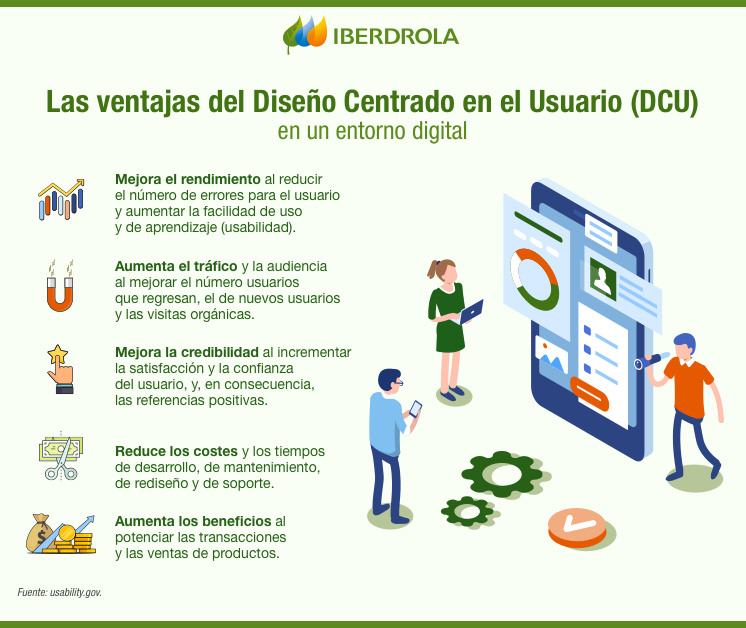 IBERDROLA
Las ventajas del Diseño Centrado en el Usuario (DCU)
en un entorno digital
Mejora el rendimiento al reducir
el número de errores para el usuario
y aumentar la facilidad de uso
y de aprendizaje (usabilidad).
Aumenta el tráfico y la audiencia
al mejorar el número usuarios
que regresan, el de nuevos usuarios
y las visitas orgánicas.
Mejora la credibilidad al incrementar
la satisfacción y la confianza
del usuario, y, en consecuencia,
las referencias positivas.
Reduce los costes y los tiempos
de desarrollo, de mantenimiento,
de rediseño y de soporte.
Aumenta los beneficios al
potenciar las transacciones
y las ventas de productos.
Fuente: usability.gov.